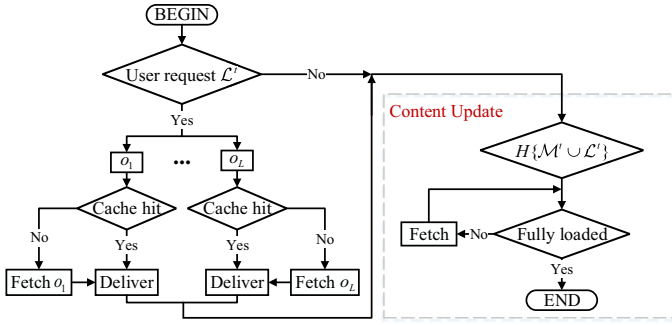 BEGIN
User request 𝓛ᵗ
No
Content Update
Yes
H{𝓜ᵗ ∪ 𝓛ᵗ}
o₁
...
o_L
Cache hit
Cache hit
Fetch
No
Fully loaded
No
Yes
Yes
No
Yes
Fetch o₁
Deliver
Deliver
Fetch o_L
END